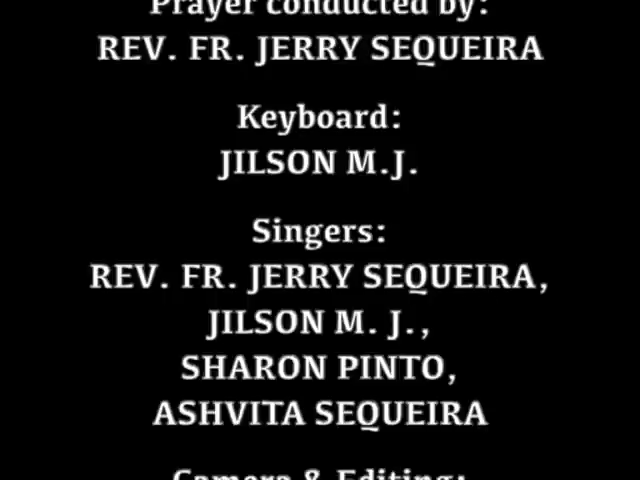 Prayer conducted by:
REV. FR. JERRY SEQUEIRA
Keyboard:
JILSON M.J.
Singers:
REV. FR. JERRY SEQUEIRA,
JILSON M. J.,
SHARON PINTO,
ASHVITA SEQUEIRA
Camera & Editing: